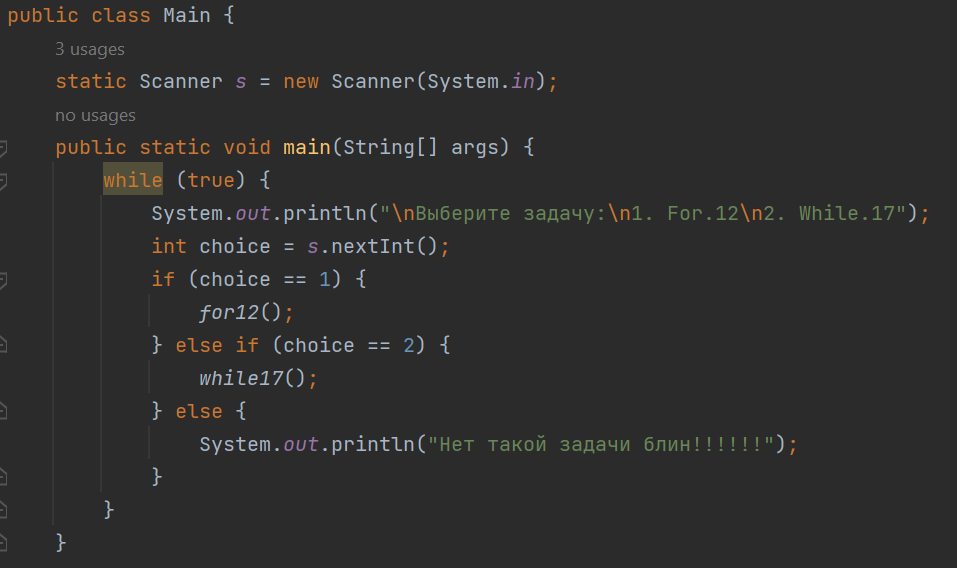 public class Main {
3 usages
static Scanner s = new Scanner(System.in);
no usages
public static void main(String[] args) {
while (true) {
System.out.println("\nВыберите задачу:\n1. For.12\n2. While.17");
int choice = s.nextInt();
if (choice == 1) {
for12();
} else if (choice == 2) {
while17();
} else {
System.out.println("Нет такой задачи блин!!!!!!");
}
}
}